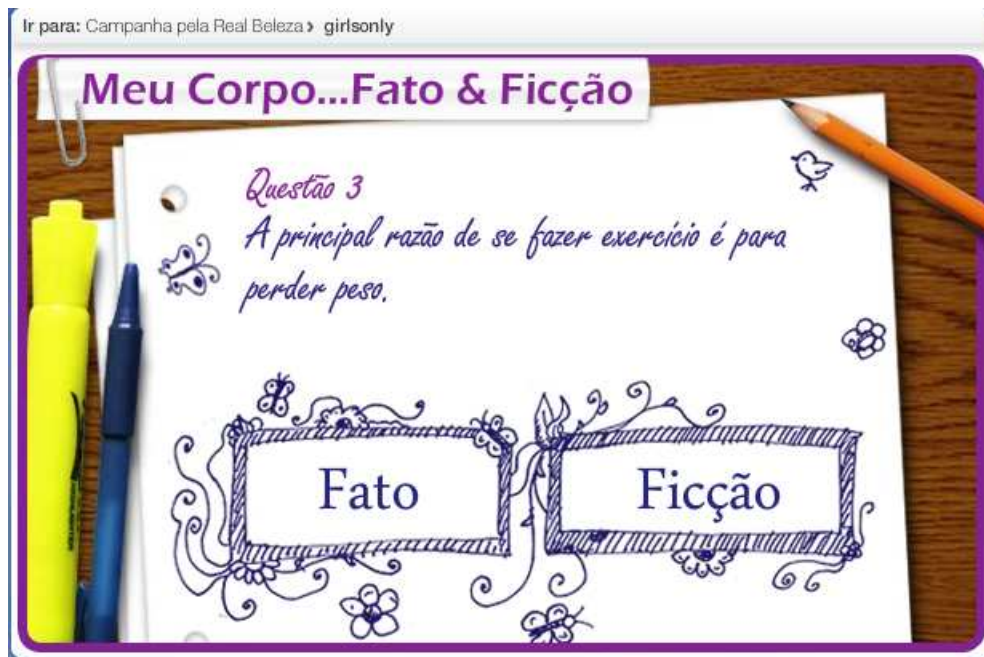 Ir para: Campanha pela Real Beleza › girlsonly
Meu Corpo...Fato & Ficção
Questão 3
A principal razão de se fazer exercício é para
perder peso.
Fato
Ficção